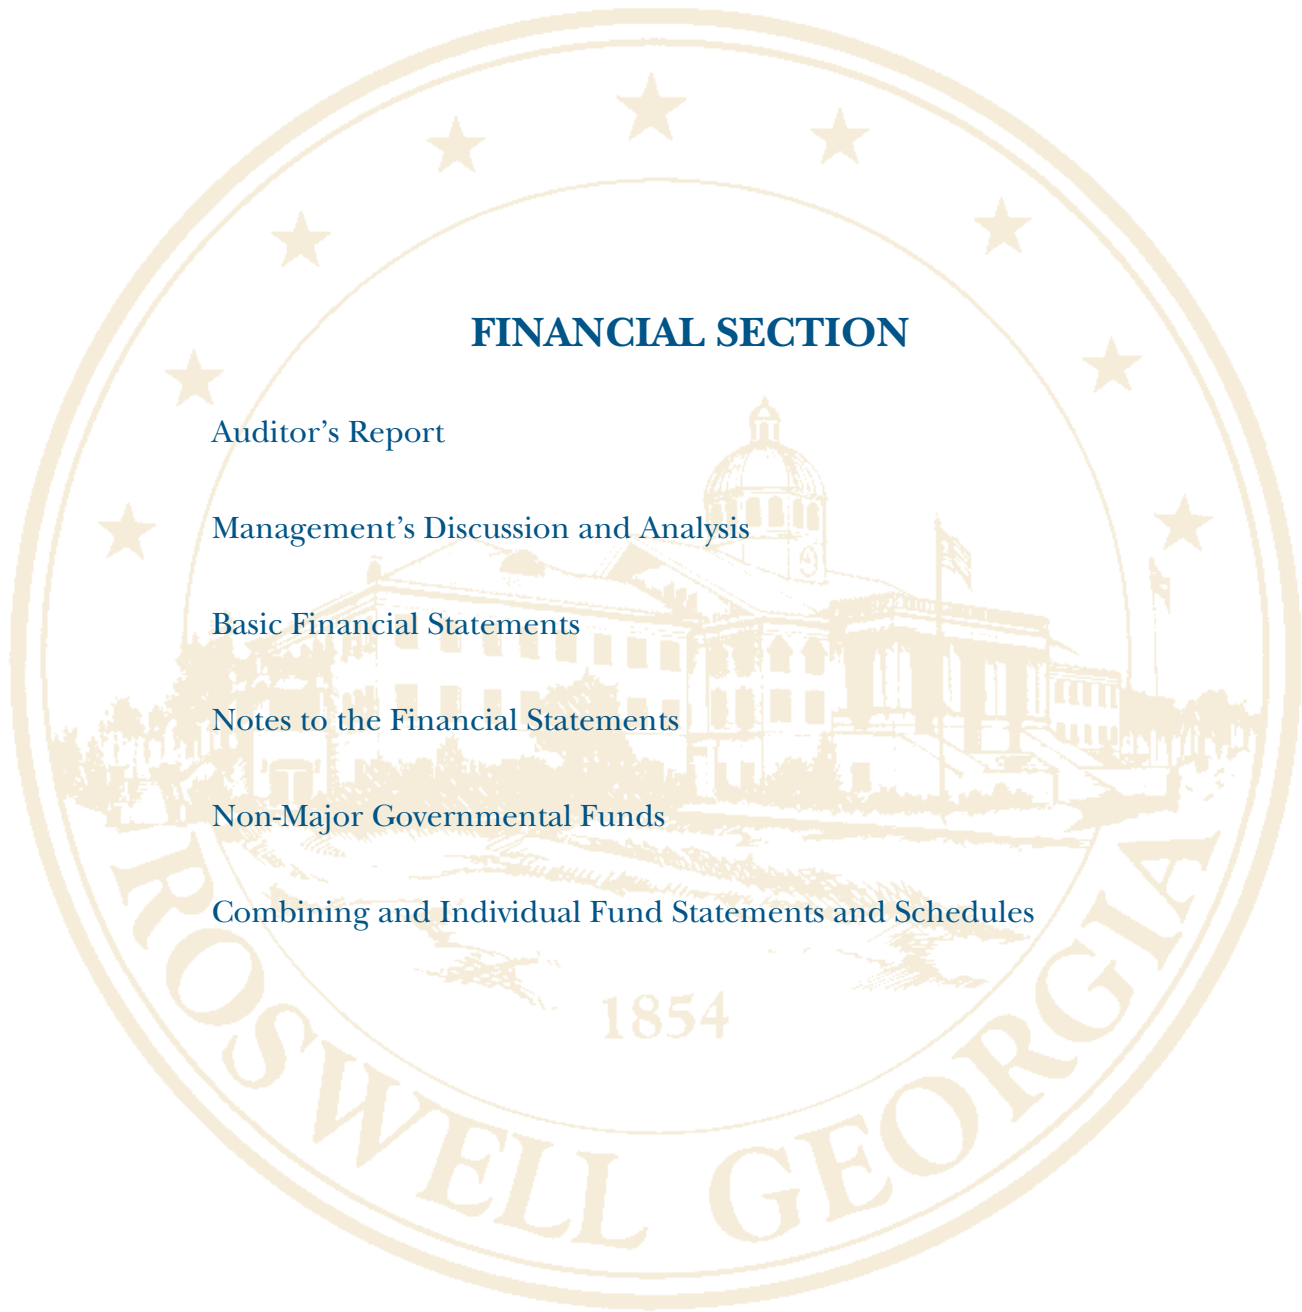 FINANCIAL SECTION
Auditor’s Report
Management’s Discussion and Analysis
Basic Financial Statements
Notes to the Financial Statements
Non-Major Governmental Funds
Combining and Individual Fund Statements and Schedules
1854
ROSWELL GEORGIA